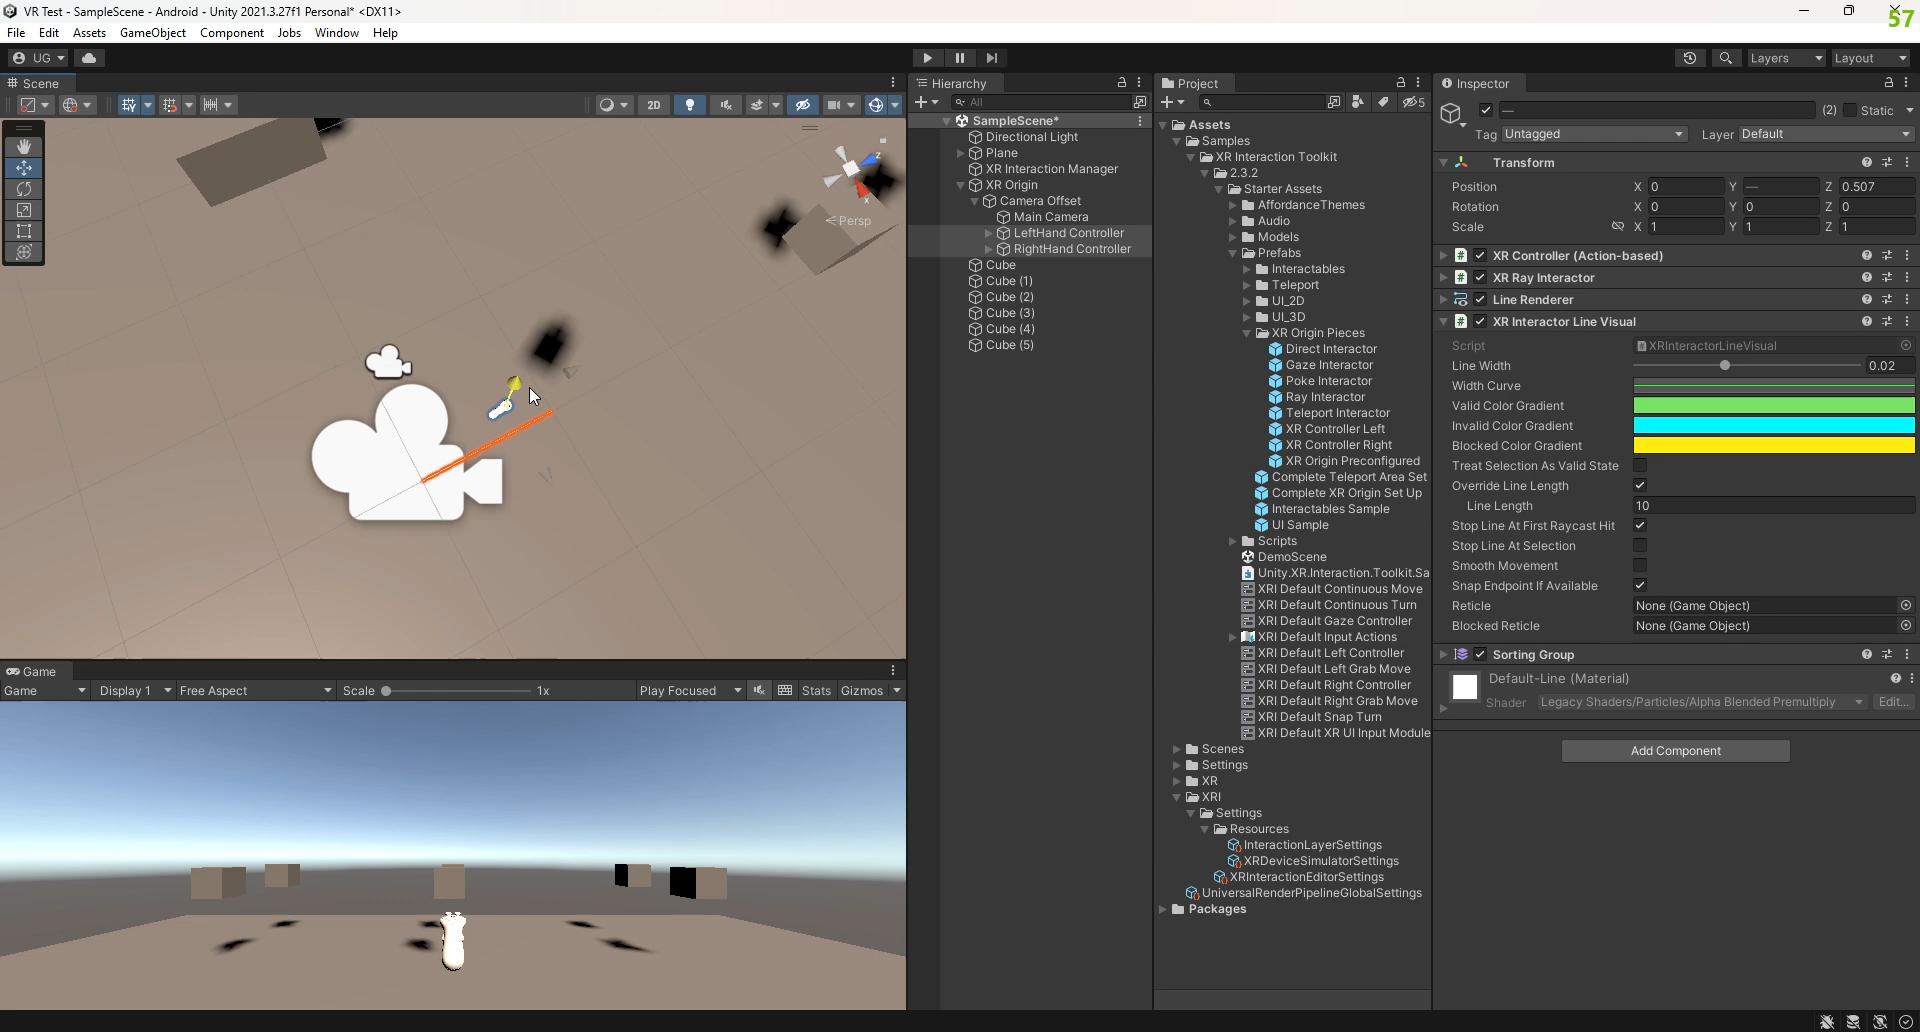 VR Test - SampleScene - Android - Unity 2021.3.27f1 Personal* <DX11>
57
File Edit Assets GameObject Component Jobs Window Help
UG
Layers
Layout
Scene
2D
z
x
Persp
Game
Game Display 1 Free Aspect Scale 1x Play Focused Stats Gizmos
Hierarchy
All
SampleScene*
Directional Light
Plane
XR Interaction Manager
XR Origin
Camera Offset
Main Camera
LeftHand Controller
RightHand Controller
Cube
Cube (1)
Cube (2)
Cube (3)
Cube (4)
Cube (5)
Project
5
Assets
Samples
XR Interaction Toolkit
2.3.2
Starter Assets
AffordanceThemes
Audio
Models
Prefabs
Interactables
Teleport
UI_2D
UI_3D
XR Origin Pieces
Direct Interactor
Gaze Interactor
Poke Interactor
Ray Interactor
Teleport Interactor
XR Controller Left
XR Controller Right
XR Origin Preconfigured
Complete Teleport Area Set
Complete XR Origin Set Up
Interactables Sample
UI Sample
Scripts
DemoScene
Unity.XR.Interaction.Toolkit.Sa
XRI Default Continuous Move
XRI Default Continuous Turn
XRI Default Gaze Controller
XRI Default Input Actions
XRI Default Left Controller
XRI Default Left Grab Move
XRI Default Right Controller
XRI Default Right Grab Move
XRI Default Snap Turn
XRI Default XR UI Input Module
Scenes
Settings
XR
XRI
Settings
Resources
InteractionLayerSettings
XRDeviceSimulatorSettings
XRInteractionEditorSettings
UniversalRenderPipelineGlobalSettings
Packages
Inspector
— (2) Static
Tag Untagged Layer Default
Transform
Position X 0 Y — Z 0.507
Rotation X 0 Y 0 Z 0
Scale X 1 Y 1 Z 1
XR Controller (Action-based)
XR Ray Interactor
Line Renderer
XR Interactor Line Visual
Script XRInteractorLineVisual
Line Width 0.02
Width Curve
Valid Color Gradient
Invalid Color Gradient
Blocked Color Gradient
Treat Selection As Valid State
Override Line Length
Line Length 10
Stop Line At First Raycast Hit
Stop Line At Selection
Smooth Movement
Snap Endpoint If Available
Reticle None (Game Object)
Blocked Reticle None (Game Object)
Sorting Group
Default-Line (Material)
Shader Legacy Shaders/Particles/Alpha Blended Premultiply Edit...
Add Component